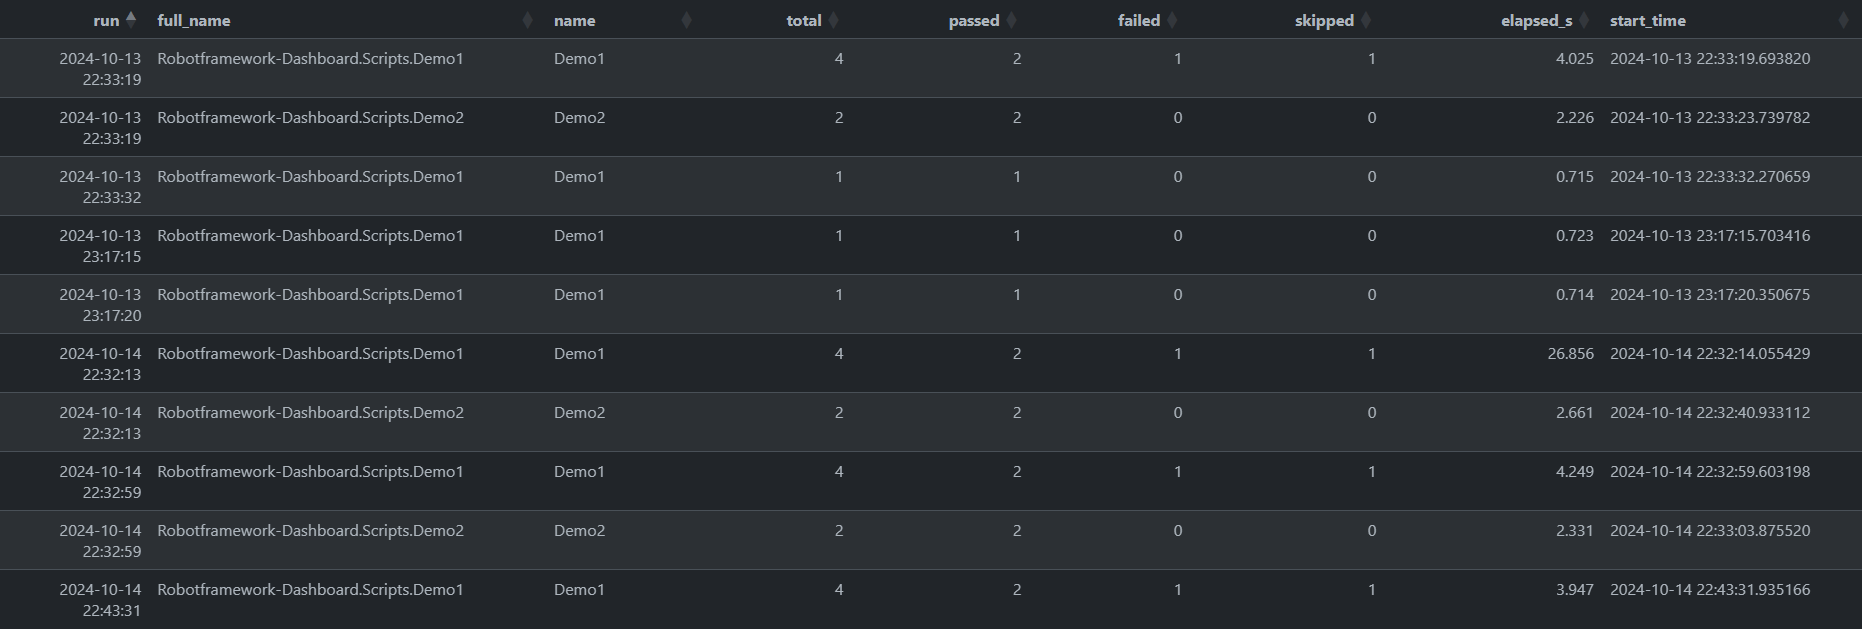 run full_name name total passed failed skipped elapsed_s start_time
2024-10-13 Robotframework-Dashboard.Scripts.Demo1 Demo1 4 2 1 1 4.025 2024-10-13 22:33:19.693820
22:33:19
2024-10-13 Robotframework-Dashboard.Scripts.Demo2 Demo2 2 2 0 0 2.226 2024-10-13 22:33:23.739782
22:33:19
2024-10-13 Robotframework-Dashboard.Scripts.Demo1 Demo1 1 1 0 0 0.715 2024-10-13 22:33:32.270659
22:33:32
2024-10-13 Robotframework-Dashboard.Scripts.Demo1 Demo1 1 1 0 0 0.723 2024-10-13 23:17:15.703416
23:17:15
2024-10-13 Robotframework-Dashboard.Scripts.Demo1 Demo1 1 1 0 0 0.714 2024-10-13 23:17:20.350675
23:17:20
2024-10-14 Robotframework-Dashboard.Scripts.Demo1 Demo1 4 2 1 1 26.856 2024-10-14 22:32:14.055429
22:32:13
2024-10-14 Robotframework-Dashboard.Scripts.Demo2 Demo2 2 2 0 0 2.661 2024-10-14 22:32:40.933112
22:32:13
2024-10-14 Robotframework-Dashboard.Scripts.Demo1 Demo1 4 2 1 1 4.249 2024-10-14 22:32:59.603198
22:32:59
2024-10-14 Robotframework-Dashboard.Scripts.Demo2 Demo2 2 2 0 0 2.331 2024-10-14 22:33:03.875520
22:32:59
2024-10-14 Robotframework-Dashboard.Scripts.Demo1 Demo1 4 2 1 1 3.947 2024-10-14 22:43:31.935166
22:43:31